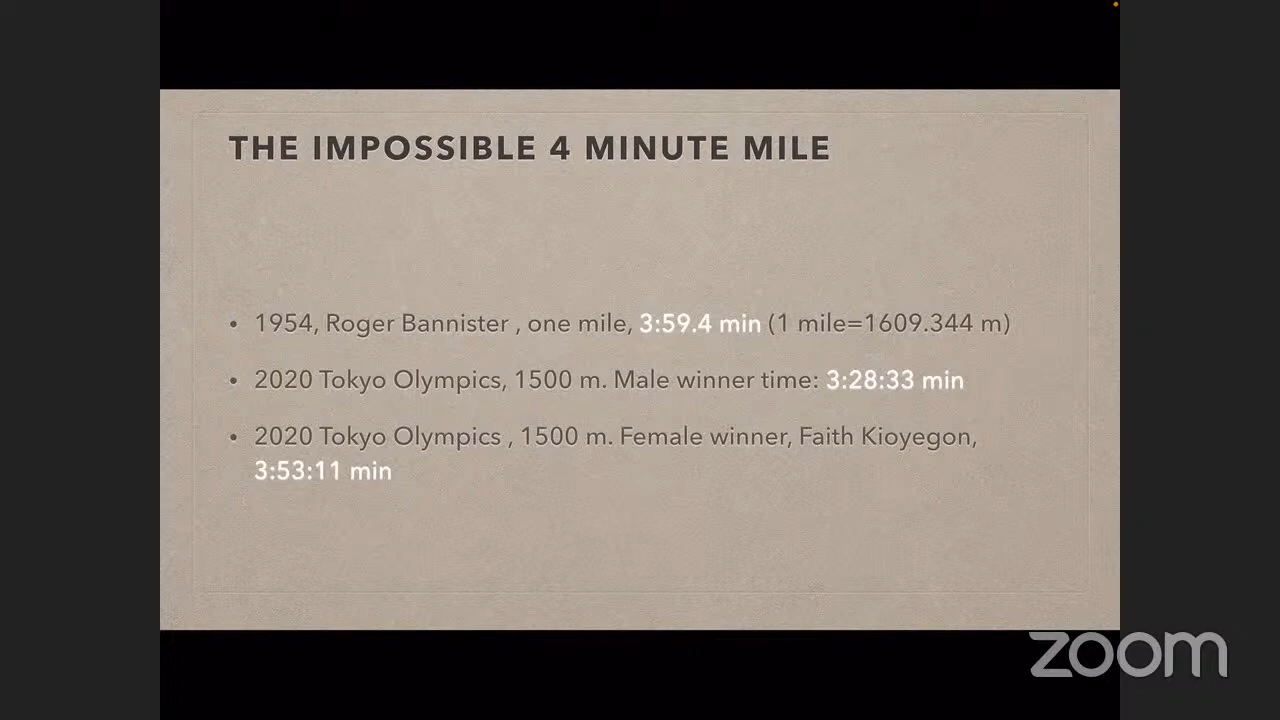 THE IMPOSSIBLE 4 MINUTE MILE
• 1954, Roger Bannister , one mile, 3:59.4 min (1 mile=1609.344 m)
• 2020 Tokyo Olympics, 1500 m. Male winner time: 3:28:33 min
• 2020 Tokyo Olympics , 1500 m. Female winner, Faith Kioyegon,
3:53:11 min
zoom